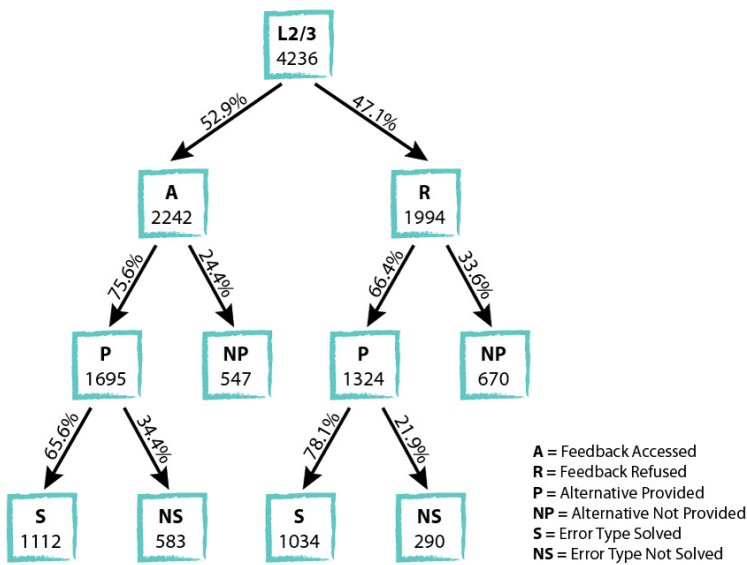 L2/3
4236
52.9%
47.1%
A
2242
R
1994
75.6%
24.4%
66.4%
33.6%
P
1695
NP
547
P
1324
NP
670
65.6%
34.4%
78.1%
21.9%
S
1112
NS
583
S
1034
NS
290
A = Feedback Accessed
R = Feedback Refused
P = Alternative Provided
NP = Alternative Not Provided
S = Error Type Solved
NS = Error Type Not Solved